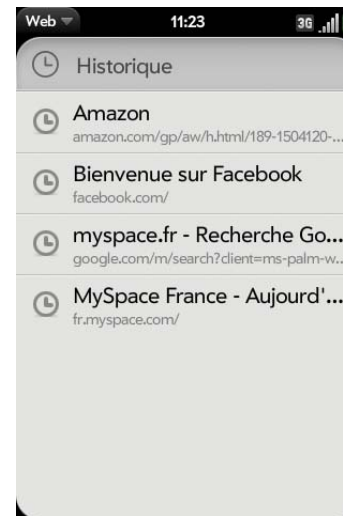 Web 11:23 3G
Historique
Amazon
amazon.com/gp/aw/h.html/189-1504120-...
Bienvenue sur Facebook
facebook.com/
myspace.fr - Recherche Go...
google.com/m/search?client=ms-palm-w...
MySpace France - Aujourd'...
fr.myspace.com/